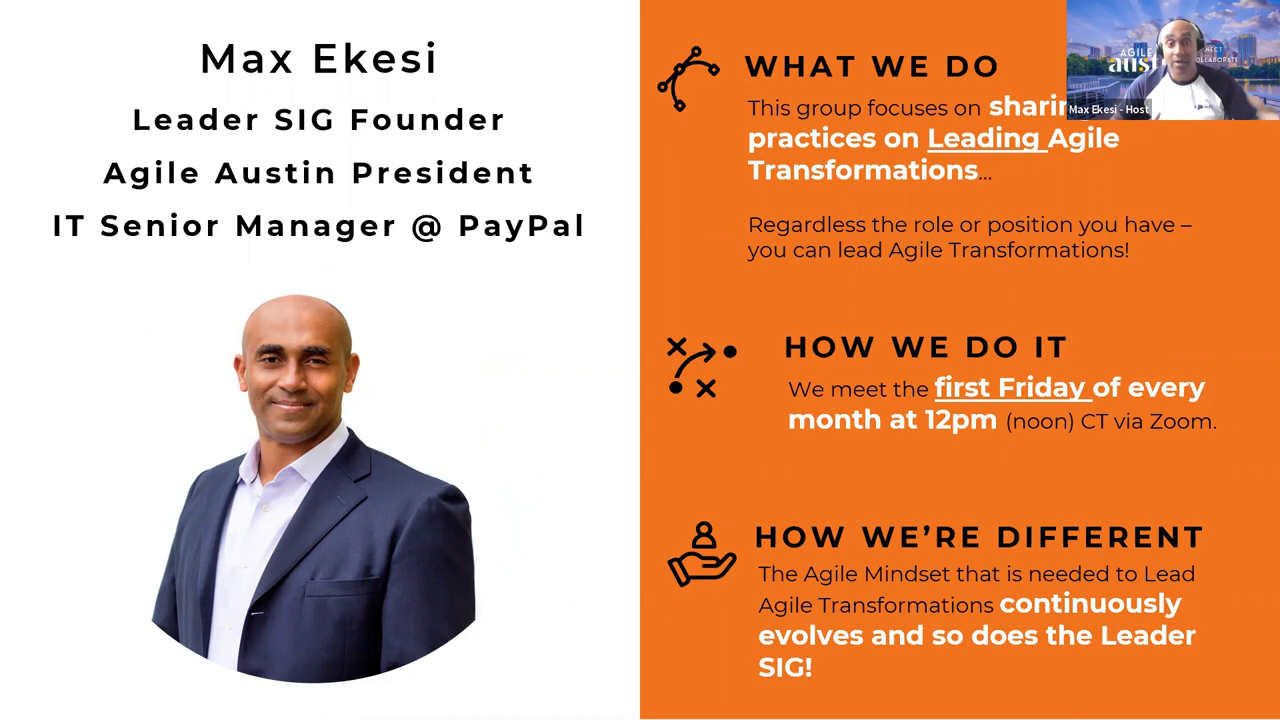 Max Ekesi
Leader SIG Founder
Agile Austin President
IT Senior Manager @ PayPal
WHAT WE DO
This group focuses on
practices on Leading Agile
Transformations...
Regardless the role or position you have –
you can lead Agile Transformations!
HOW WE DO IT
We meet the first Friday of every
month at 12pm (noon) CT via Zoom.
HOW WE’RE DIFFERENT
The Agile Mindset that is needed to Lead
Agile Transformations continuously
evolves and so does the Leader
SIG!
AGILE
Max Ekesi - Host